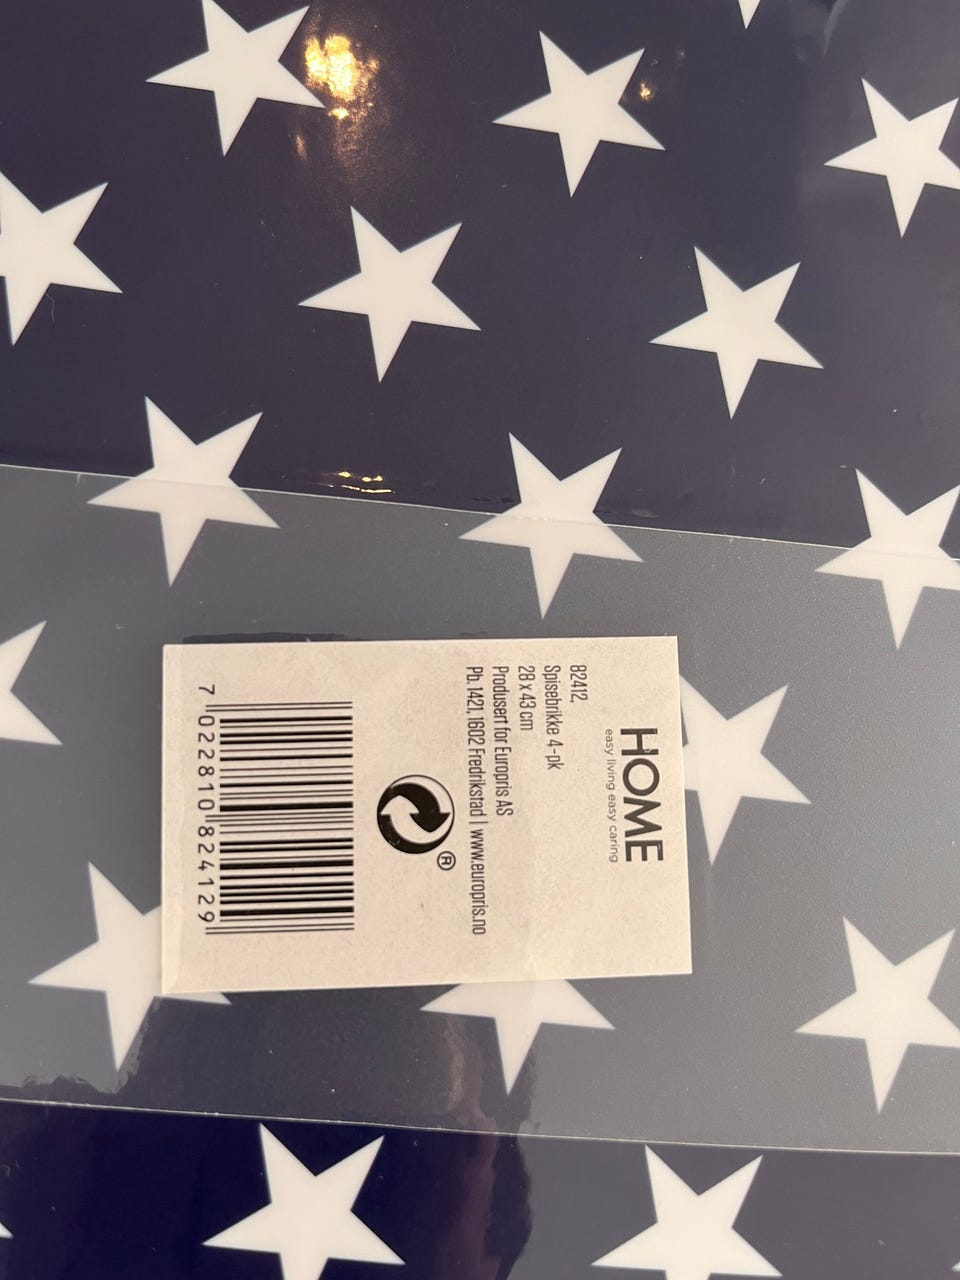 HOME
easy living easy caring
82412,
Spisebrikke 4-pk
28 x 43 cm
Produsert for Europris AS
Pb. 1421, 1602 Fredrikstad | www.europris.no
®
7 022810 824129